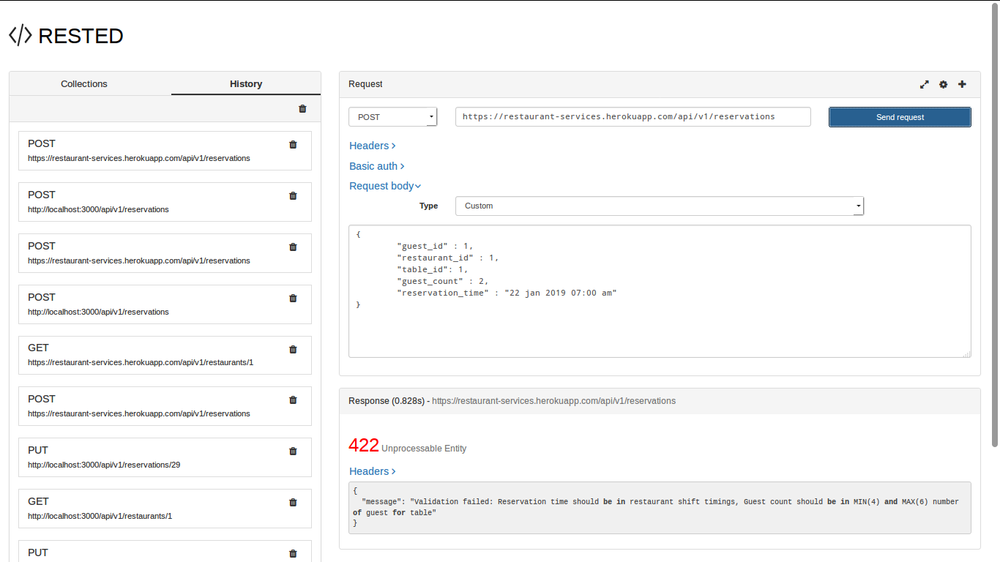 </> RESTED
Collections
History
POST
https://restaurant-services.herokuapp.com/api/v1/reservations
POST
http://localhost:3000/api/v1/reservations
POST
https://restaurant-services.herokuapp.com/api/v1/reservations
POST
http://localhost:3000/api/v1/reservations
GET
https://restaurant-services.herokuapp.com/api/v1/restaurants/1
POST
https://restaurant-services.herokuapp.com/api/v1/reservations
PUT
http://localhost:3000/api/v1/reservations/29
GET
http://localhost:3000/api/v1/restaurants/1
PUT
Request
POST
https://restaurant-services.herokuapp.com/api/v1/reservations
Send request
Headers
Basic auth
Request body
Type
Custom
{
"guest_id" : 1,
"restaurant_id" : 1,
"table_id": 1,
"guest_count" : 2,
"reservation_time" : "22 jan 2019 07:00 am"
}
Response (0.828s) - https://restaurant-services.herokuapp.com/api/v1/reservations
422 Unprocessable Entity
Headers
{
"message": "Validation failed: Reservation time should be in restaurant shift timings, Guest count should be in MIN(4) and MAX(6) number
of guest for table"
}